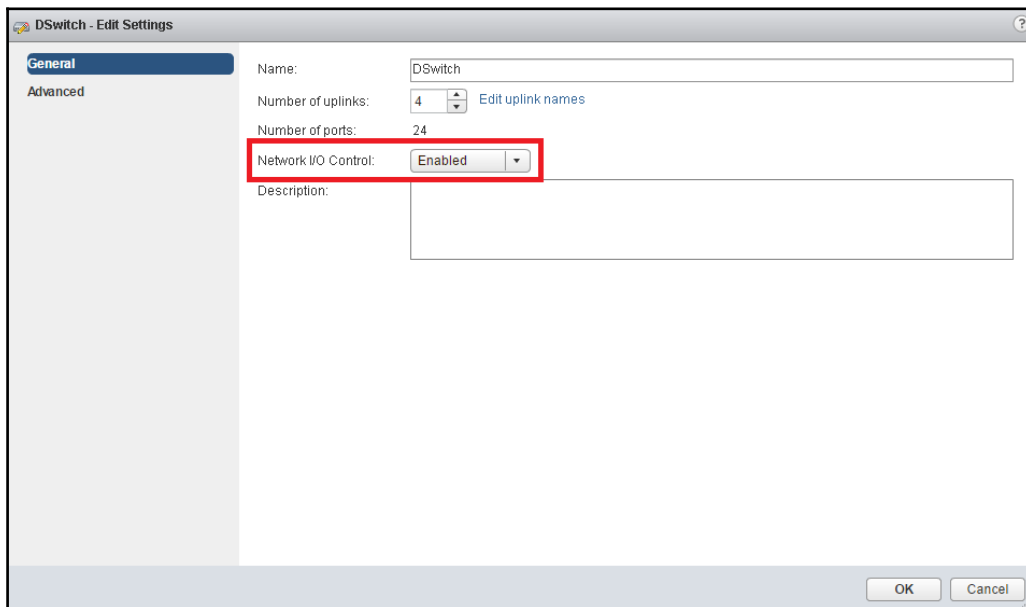 DSwitch - Edit Settings ?
General
Advanced
Name: DSwitch
Number of uplinks: 4 Edit uplink names
Number of ports: 24
Network I/O Control: Enabled
Description:
OK Cancel